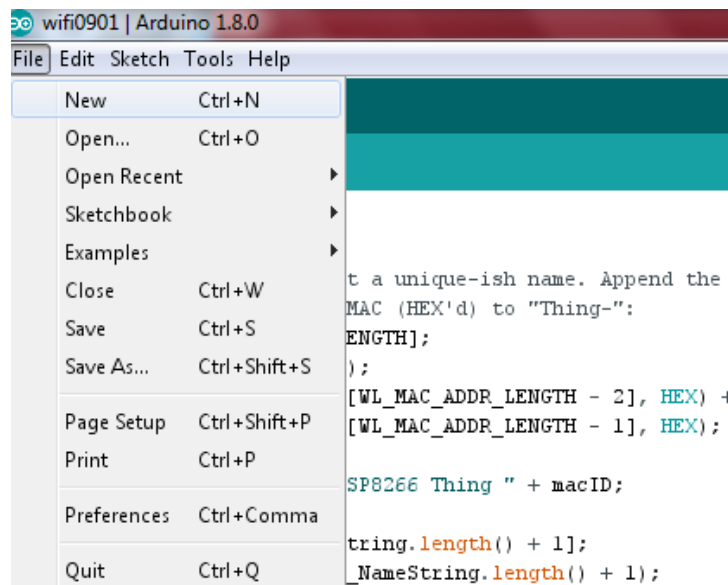 wifi0901 | Arduino 1.8.0
File Edit Sketch Tools Help
New Ctrl+N
Open... Ctrl+O
Open Recent
Sketchbook
Examples
Close Ctrl+W
Save Ctrl+S
Save As... Ctrl+Shift+S
Page Setup Ctrl+Shift+P
Print Ctrl+P
Preferences Ctrl+Comma
Quit Ctrl+Q
t a unique-ish name. Append the
MAC (HEX'd) to "Thing-":
ENGTH];
);
[WL_MAC_ADDR_LENGTH - 2], HEX) +
[WL_MAC_ADDR_LENGTH - 1], HEX);
SP8266 Thing " + macID;
tring.length() + 1];
_NameString.length() + 1);